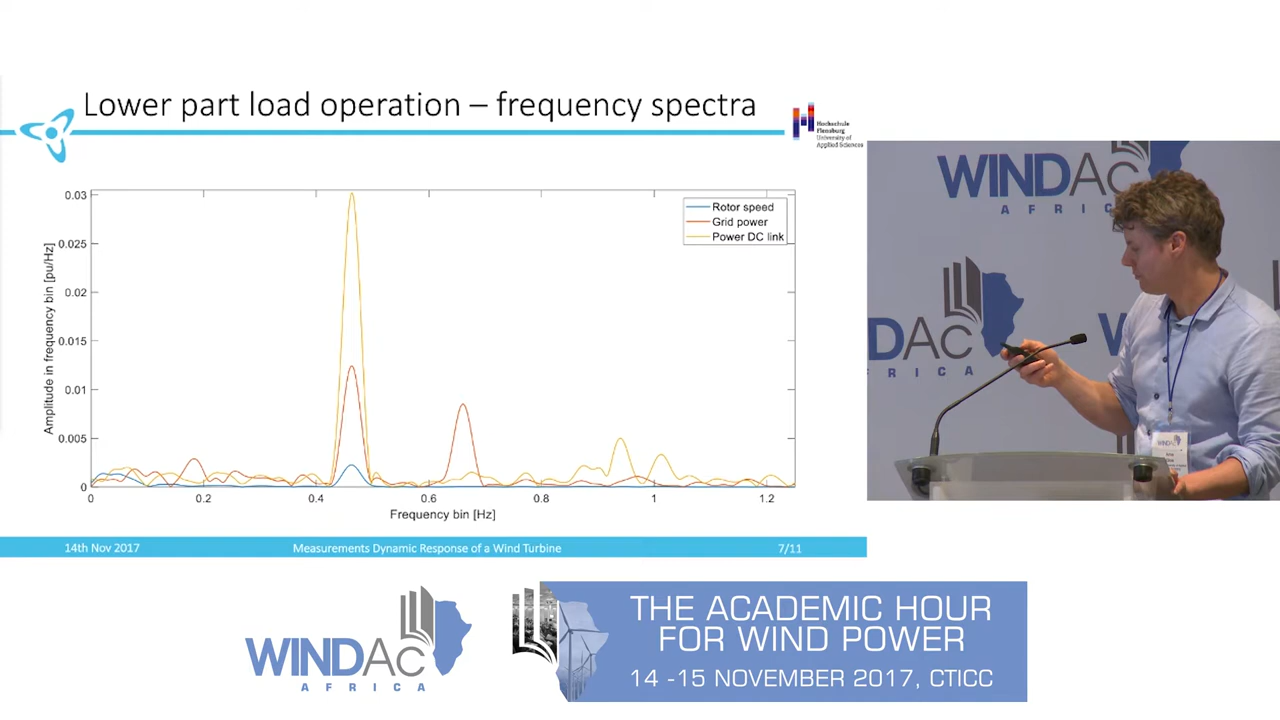 Lower part load operation – frequency spectra
Hochschule
Flensburg
University of
Applied Sciences
Rotor speed
Grid power
Power DC link
Amplitude in frequency bin [pu/Hz]
0.03
0.025
0.02
0.015
0.01
0.005
0
0 0.2 0.4 0.6 0.8 1 1.2
Frequency bin [Hz]
14th Nov 2017 Measurements Dynamic Response of a Wind Turbine 7/11
WINDAC
AFRICA
WINDAC
AFRICA
W
WINDAC
WINDAC
AFRICA
THE ACADEMIC HOUR
FOR WIND POWER
14 -15 NOVEMBER 2017, CTICC